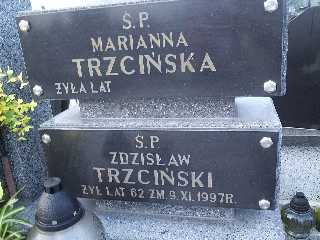 Ś.P.
MARIANNA
TRZCIŃSKA
ŻYŁA LAT
Ś.P.
ZDZISŁAW
TRZCIŃSKI
ŻYŁ LAT 62 ZM. 9.XI.1997R.